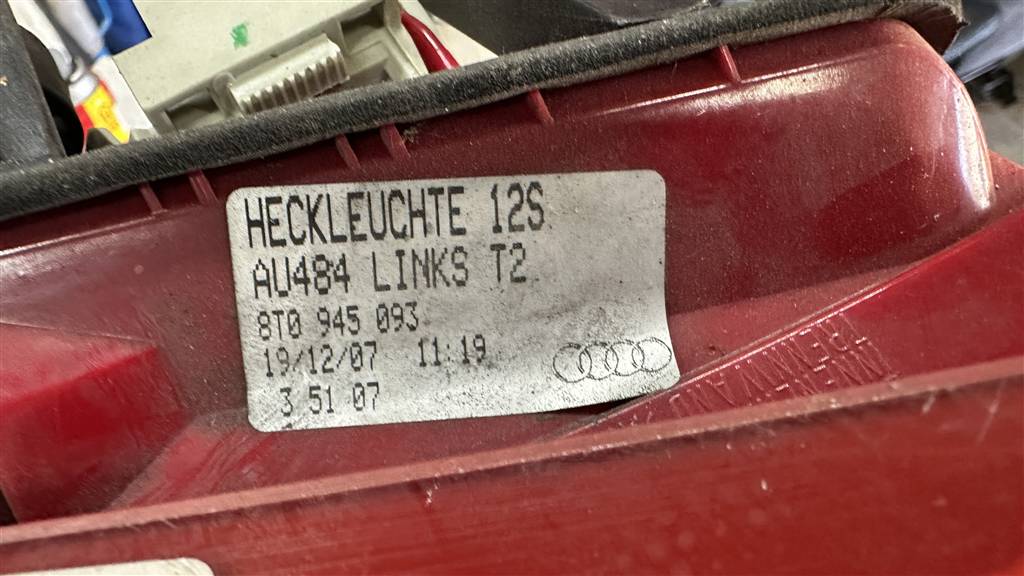 HECKLEUCHTE 12S
AU484 LINKS T2
8T0 945 093
19/12/07 11:19
3 51 07